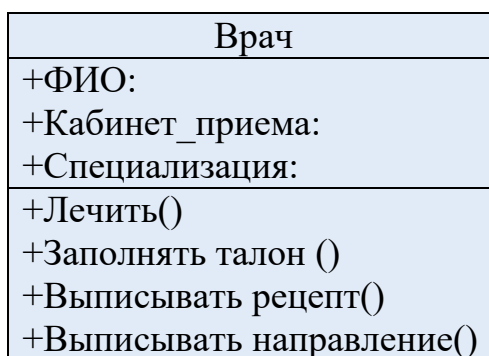 Врач
+ФИО:
+Кабинет_приема:
+Специализация:
+Лечить()
+Заполнять талон ()
+Выписывать рецепт()
+Выписывать направление()